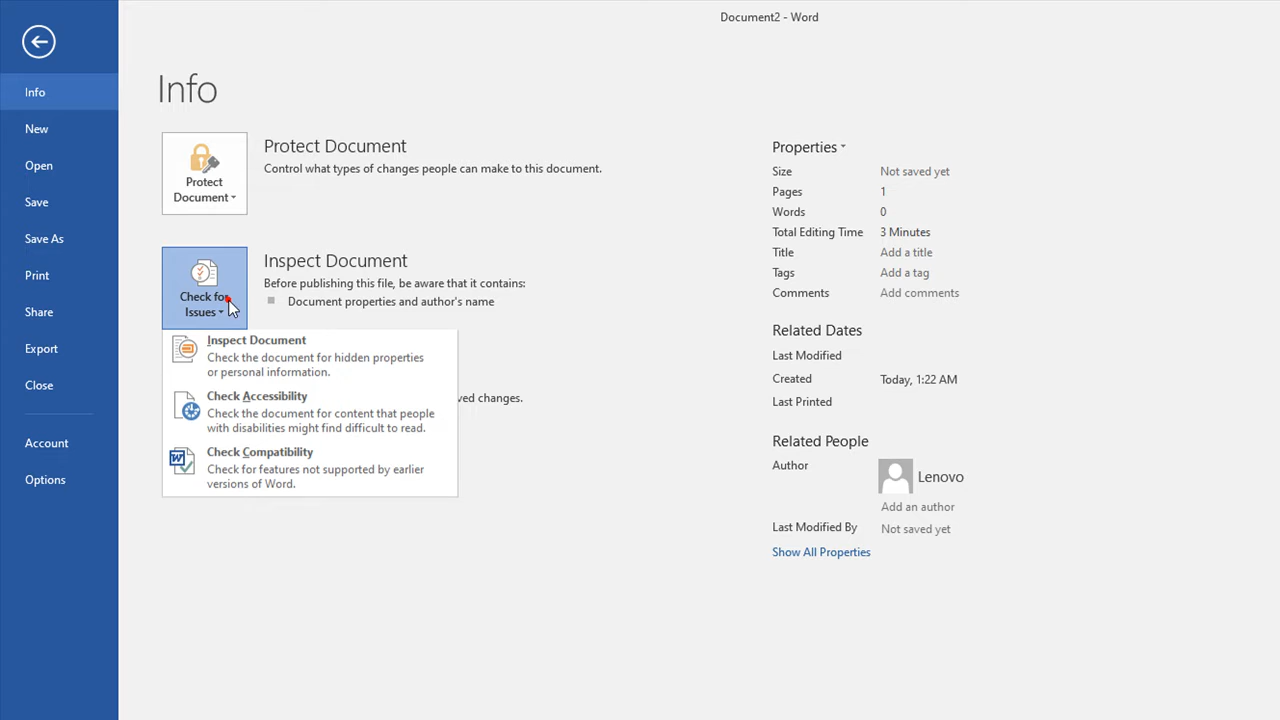 Document2 - Word
Info
New
Open
Save
Save As
Print
Share
Export
Close
Account
Options
Info
Protect
Document
Protect Document
Control what types of changes people can make to this document.
Check for
Issues
Inspect Document
Before publishing this file, be aware that it contains:
Document properties and author's name
Inspect Document
Check the document for hidden properties
or personal information.
Check Accessibility
Check the document for content that people
with disabilities might find difficult to read.
Check Compatibility
Check for features not supported by earlier
versions of Word.
changes.
Properties
Size Not saved yet
Pages 1
Words 0
Total Editing Time 3 Minutes
Title Add a title
Tags Add a tag
Comments Add comments
Related Dates
Last Modified
Created Today, 1:22 AM
Last Printed
Related People
Author Lenovo
Add an author
Last Modified By Not saved yet
Show All Properties